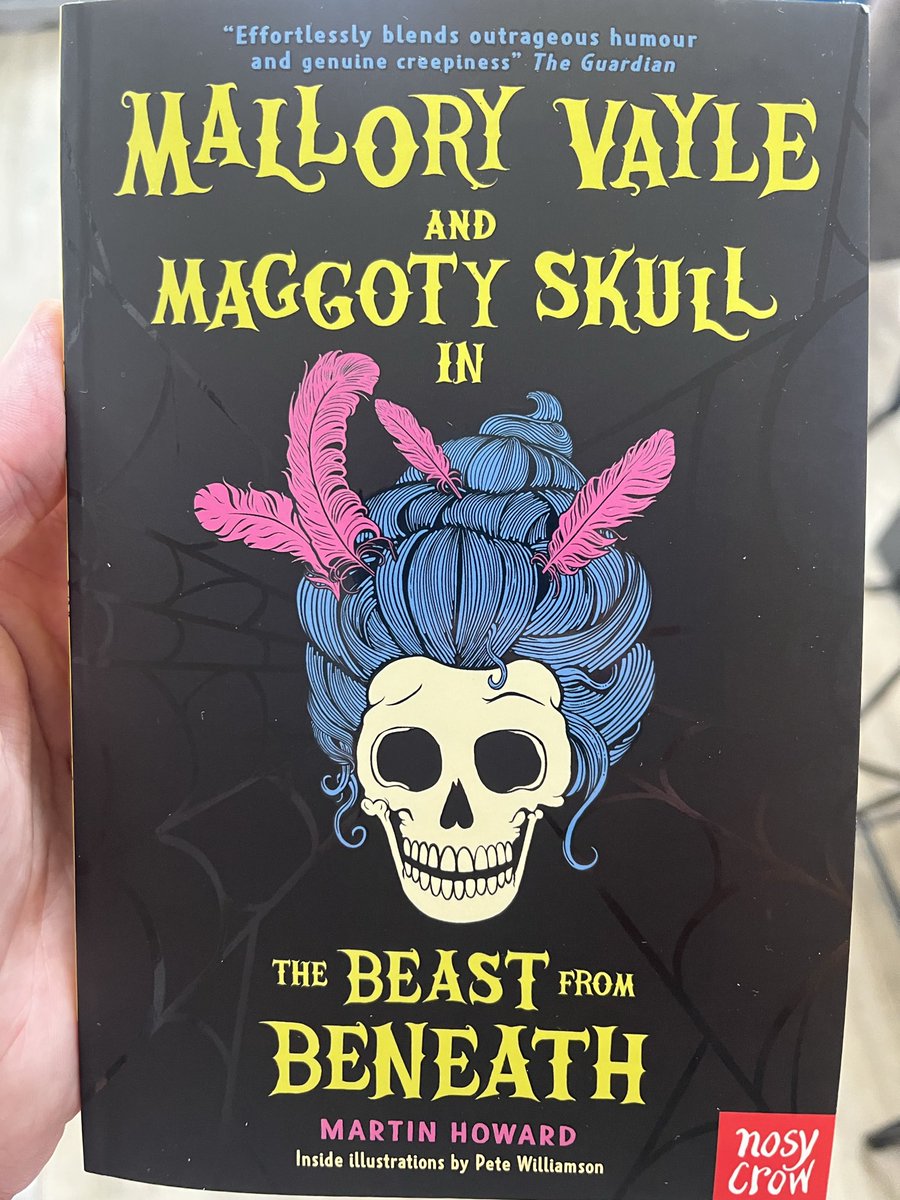 “Effortlessly blends outrageous humour
and genuine creepiness” The Guardian
MALLORY VAYLE
AND
MAGGOTY SKULL
IN
THE BEAST FROM
BENEATH
MARTIN HOWARD
Inside illustrations by Pete Williamson
nosy
crow